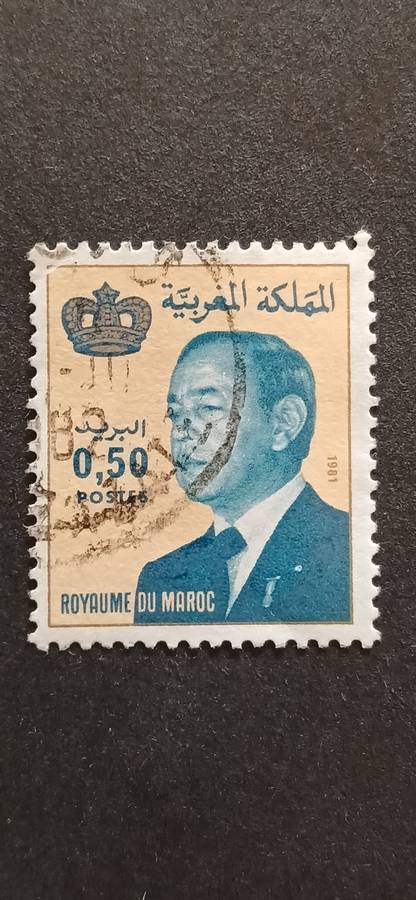 المملكة المغربية
البريد
0,50
POSTES
1981
ROYAUME DU MAROC